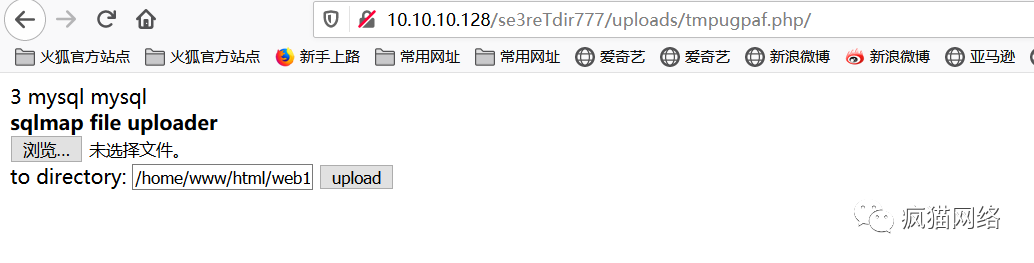 10.10.10.128/se3reTdir777/uploads/tmpugpaf.php/
火狐官方站点 火狐官方站点 新手上路 常用网址 常用网址 爱奇艺 爱奇艺 新浪微博 新浪微博 亚马逊
3 mysql mysql
sqlmap file uploader
浏览... 未选择文件。
to directory: /home/www/html/web1 upload
疯猫网络